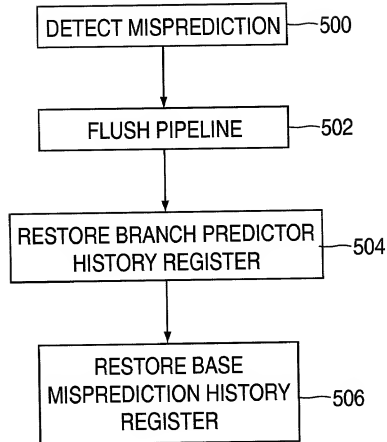 DETECT MISPREDICTION
500
FLUSH PIPELINE
502
RESTORE BRANCH PREDICTOR
HISTORY REGISTER
504
RESTORE BASE
MISPREDICTION HISTORY
REGISTER
506